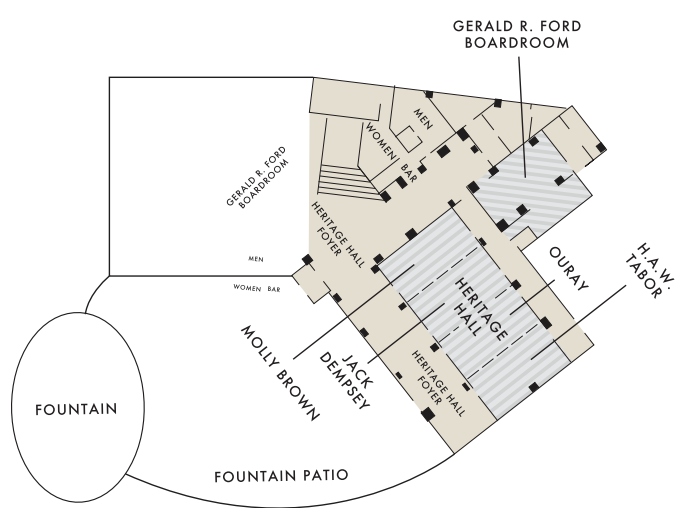 GERALD R. FORD
BOARDROOM
MEN
WOMEN
BAR
GERALD R. FORD
BOARDROOM
HERITAGE HALL
FOYER
MEN
WOMEN BAR
OURAY
H.A.W.
TABOR
HERITAGE
HALL
MOLLY BROWN
JACK
DEMPSEY
HERITAGE HALL
FOYER
FOUNTAIN
FOUNTAIN PATIO